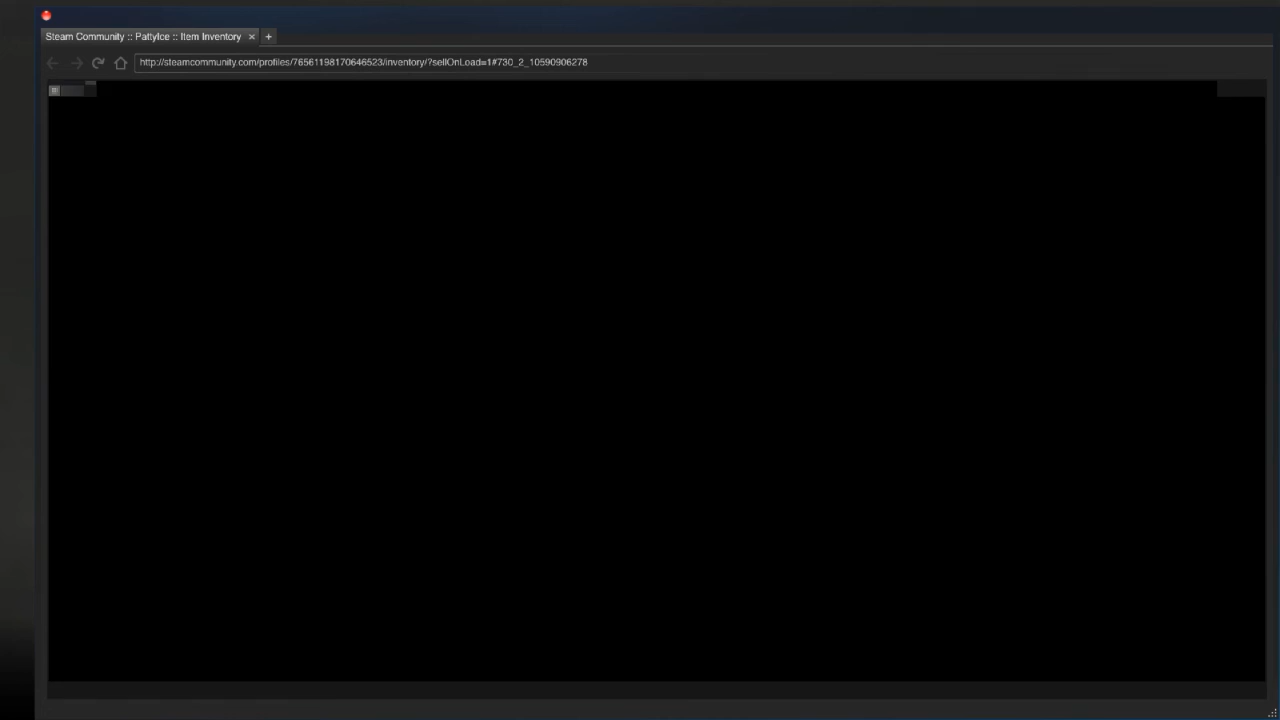 Steam Community :: PattyIce :: Item Inventory
http://steamcommunity.com/profiles/76561198170646523/inventory/?sellOnLoad=1#730_2_10590906278